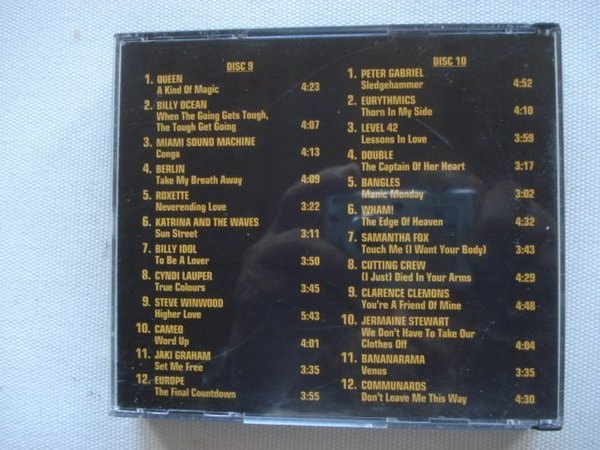 DISC 9
1. QUEEN
A Kind Of Magic 4:23
2. BILLY OCEAN
When The Going Gets Tough,
The Tough Get Going 4:07
3. MIAMI SOUND MACHINE
Conga 4:13
4. BERLIN
Take My Breath Away 4:09
5. ROXETTE
Neverending Love 3:22
6. KATRINA AND THE WAVES
Sun Street 3:11
7. BILLY IDOL
To Be A Lover 3:50
8. CYNDI LAUPER
True Colours 3:45
9. STEVE WINWOOD
Higher Love 5:43
10. CAMEO
Word Up 4:01
11. JAKI GRAHAM
Set Me Free 3:35
12. EUROPE
The Final Countdown 3:55
DISC 10
1. PETER GABRIEL
Sledgehammer 4:52
2. EURYTHMICS
Thorn In My Side 4:10
3. LEVEL 42
Lessons In Love 3:59
4. DOUBLE
The Captain Of Her Heart 3:17
5. BANGLES
Manic Monday 3:02
6. WHAM!
The Edge Of Heaven 4:32
7. SAMANTHA FOX
Touch Me (I Want Your Body) 3:43
8. CUTTING CREW
(I Just) Died In Your Arms 4:29
9. CLARENCE CLEMONS
You're A Friend Of Mine 4:48
10. JERMAINE STEWART
We Don't Have To Take Our
Clothes Off 4:04
11. BANANARAMA
Venus 3:35
12. COMMUNARDS
Don't Leave Me This Way 4:30